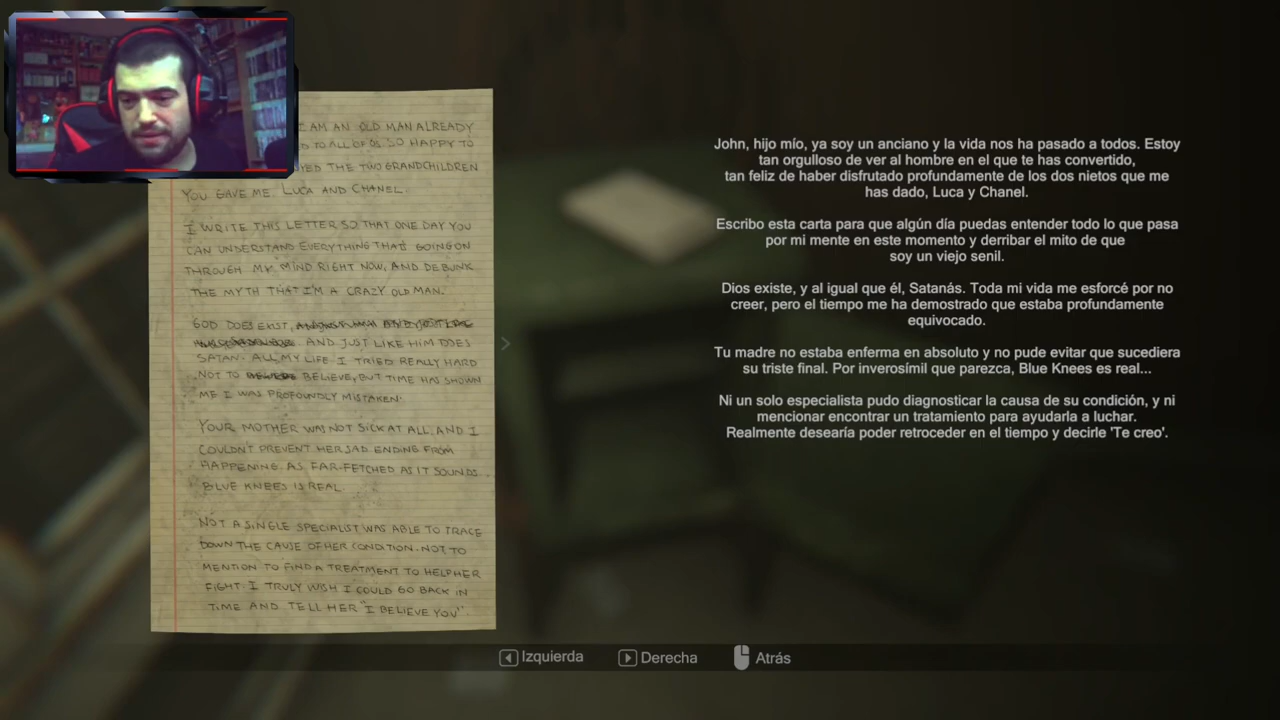 I AM AN OLD MAN ALREADY
D TO ALL OF US. SO HAPPY TO
IED THE TWO GRANDCHILDREN
YOU GAVE ME. LUCA AND CHANEL.
I WRITE THIS LETTER SO THAT ONE DAY YOU
CAN UNDERSTAND EVERYTHING THAT'S GOING ON
THROUGH MY MIND RIGHT NOW, AND DEBUNK
THE MYTH THAT I'M A CRAZY OLD MAN.
GOD DOES EXIST,
AND JUST LIKE HIM DOES
SATAN. ALL MY LIFE I TRIED REALLY HARD
NOT TO BELIEVE, BUT TIME HAS SHOWN
ME I WAS PROFOUNDLY MISTAKEN.
YOUR MOTHER WAS NOT SICK AT ALL. AND I
COULDN'T PREVENT HER SAD ENDING FROM
HAPPENING. AS FAR-FETCHED AS IT SOUNDS
BLUE KNEES IS REAL.
NOT A SINGLE SPECIALIST WAS ABLE TO TRACE
DOWN THE CAUSE OF HER CONDITION. NOT TO
MENTION TO FIND A TREATMENT TO HELP HER
FIGHT. I TRULY WISH I COULD GO BACK IN
TIME AND TELL HER "I BELIEVE YOU".
John, hijo mío, ya soy un anciano y la vida nos ha pasado a todos. Estoy
tan orgulloso de ver al hombre en el que te has convertido,
tan feliz de haber disfrutado profundamente de los dos nietos que me
has dado, Luca y Chanel.
Escribo esta carta para que algún día puedas entender todo lo que pasa
por mi mente en este momento y derribar el mito de que
soy un viejo senil.
Dios existe, y al igual que él, Satanás. Toda mi vida me esforcé por no
creer, pero el tiempo me ha demostrado que estaba profundamente
equivocado.
Tu madre no estaba enferma en absoluto y no pude evitar que sucediera
su triste final. Por inverosímil que parezca, Blue Knees es real...
Ni un solo especialista pudo diagnosticar la causa de su condición, y ni
mencionar encontrar un tratamiento para ayudarla a luchar.
Realmente desearía poder retroceder en el tiempo y decirle 'Te creo'.
Izquierda
Derecha
Atrás